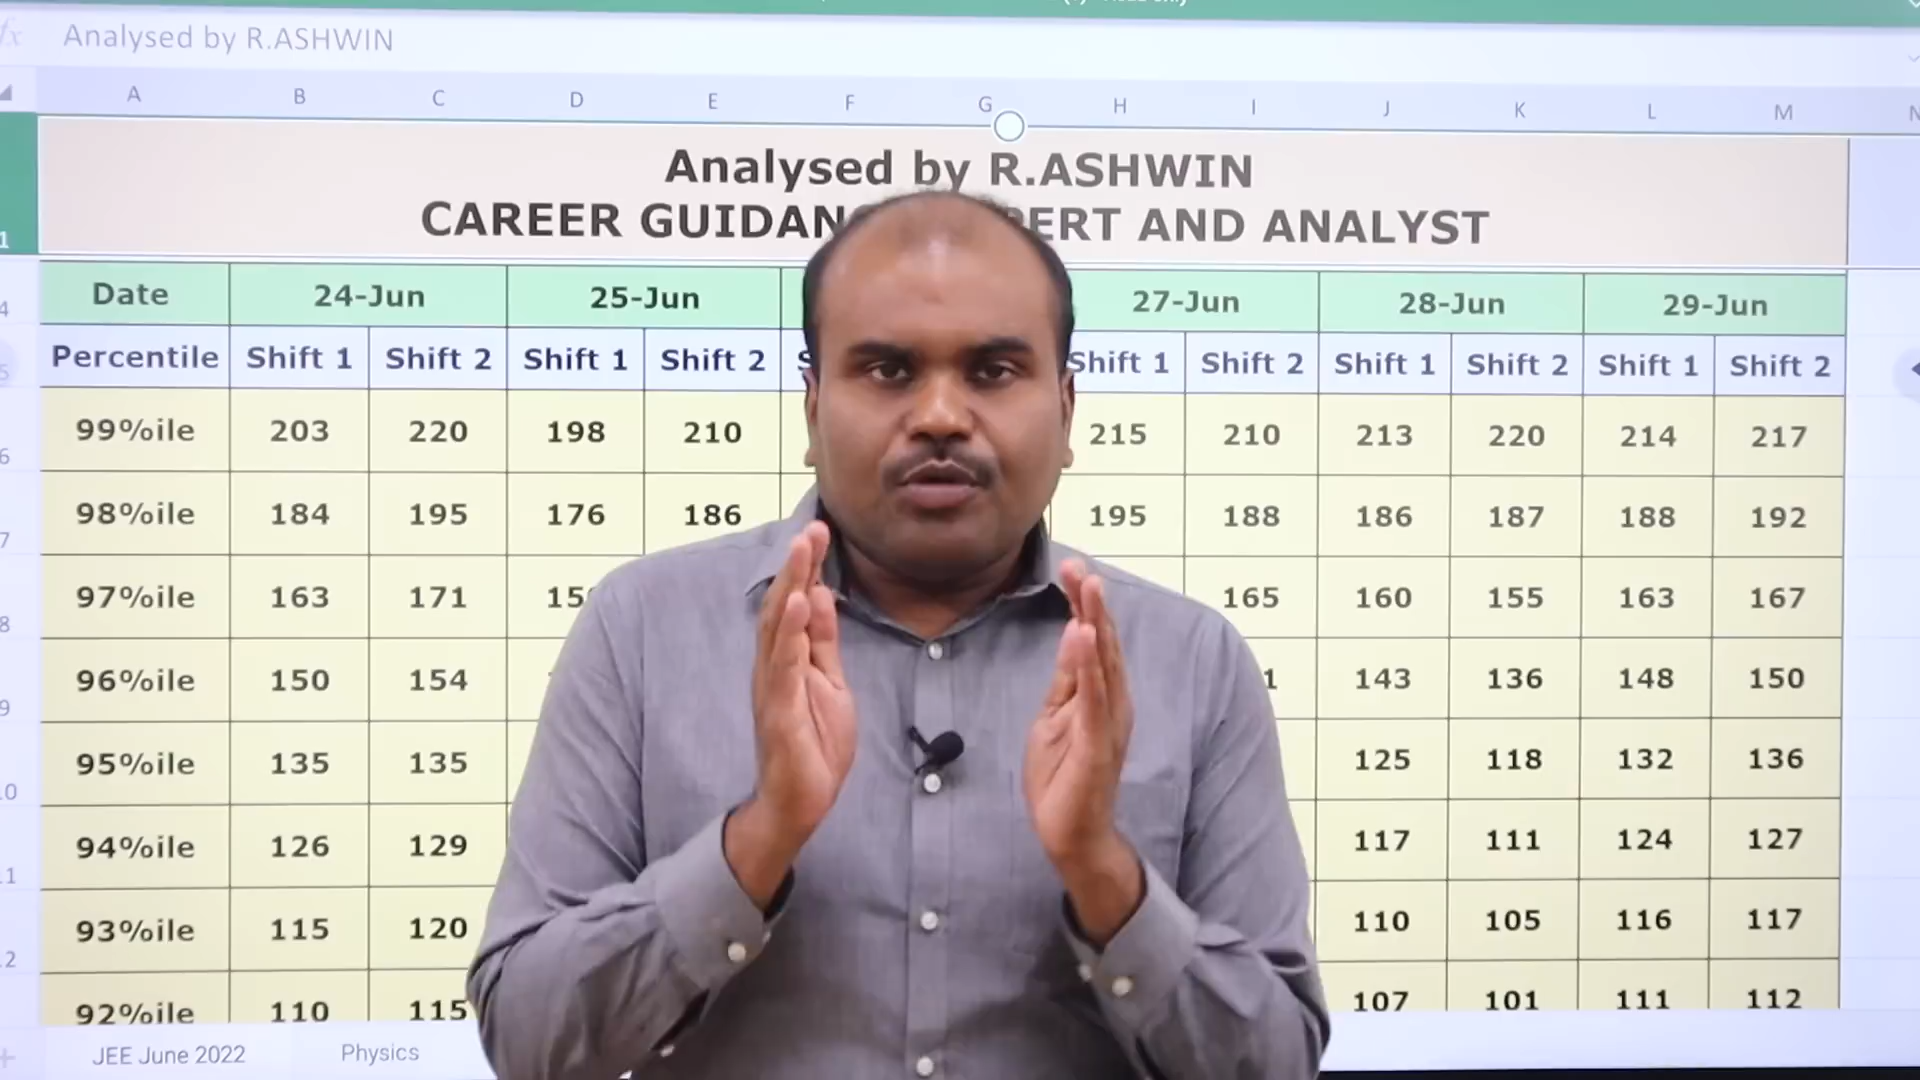 Analysed by R.ASHWIN
A B C D E F G H I J K L M N
Analysed by R.ASHWIN
CAREER AND ANALYST
Date 24-Jun 25-Jun 27-Jun 28-Jun 29-Jun
Percentile Shift 1 Shift 2 Shift 1 Shift 2 Shift 1 Shift 2 Shift 1 Shift 2 Shift 1 Shift 2
99%ile 203 220 198 210 215 210 213 220 214 217
98%ile 184 195 176 186 195 188 186 187 188 192
97%ile 163 171 165 160 155 163 167
96%ile 150 154 143 136 148 150
95%ile 135 135 125 118 132 136
94%ile 126 129 117 111 124 127
93%ile 115 120 110 105 116 117
92%ile 110 115 107 101 111 112
JEE June 2022 Physics